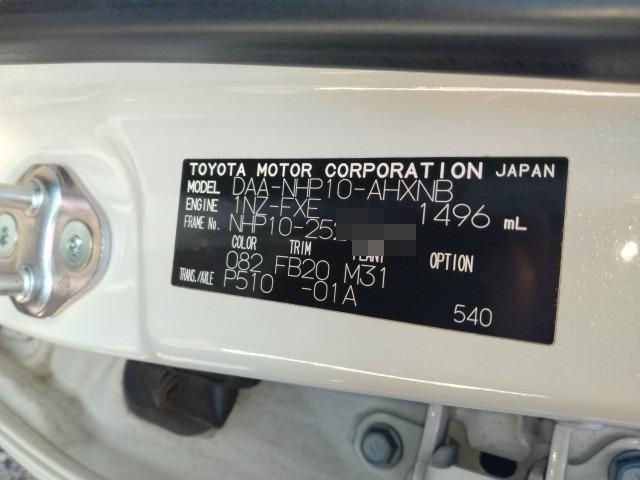 TOYOTA MOTOR CORPORATION JAPAN
MODEL DAA-NHP10-AHXNB
ENGINE 1NZ-FXE 1496 mL
FRAME No. NHP10-252
COLOR TRIM PLANT OPTION
082 FB20 M31
TRANS./AXLE P510 -01A
540